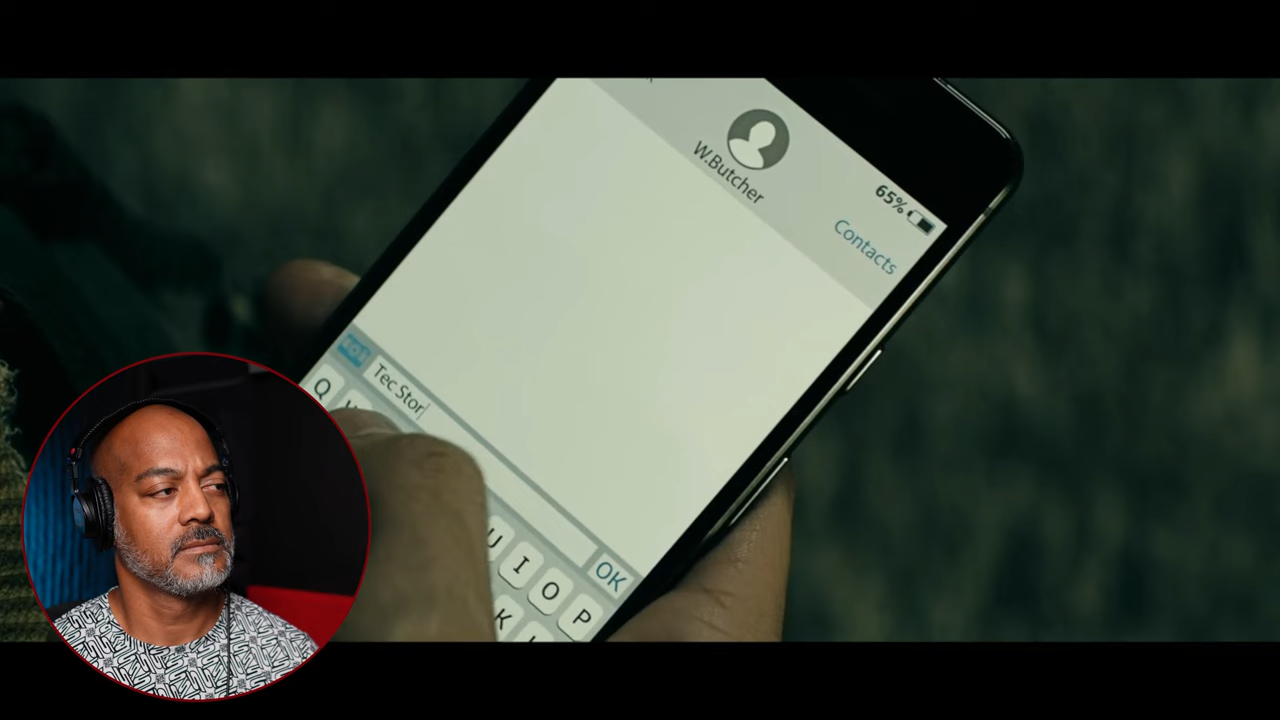 65%
W.Butcher
Contacts
Tec Stor
OK
Q
U I O P
K